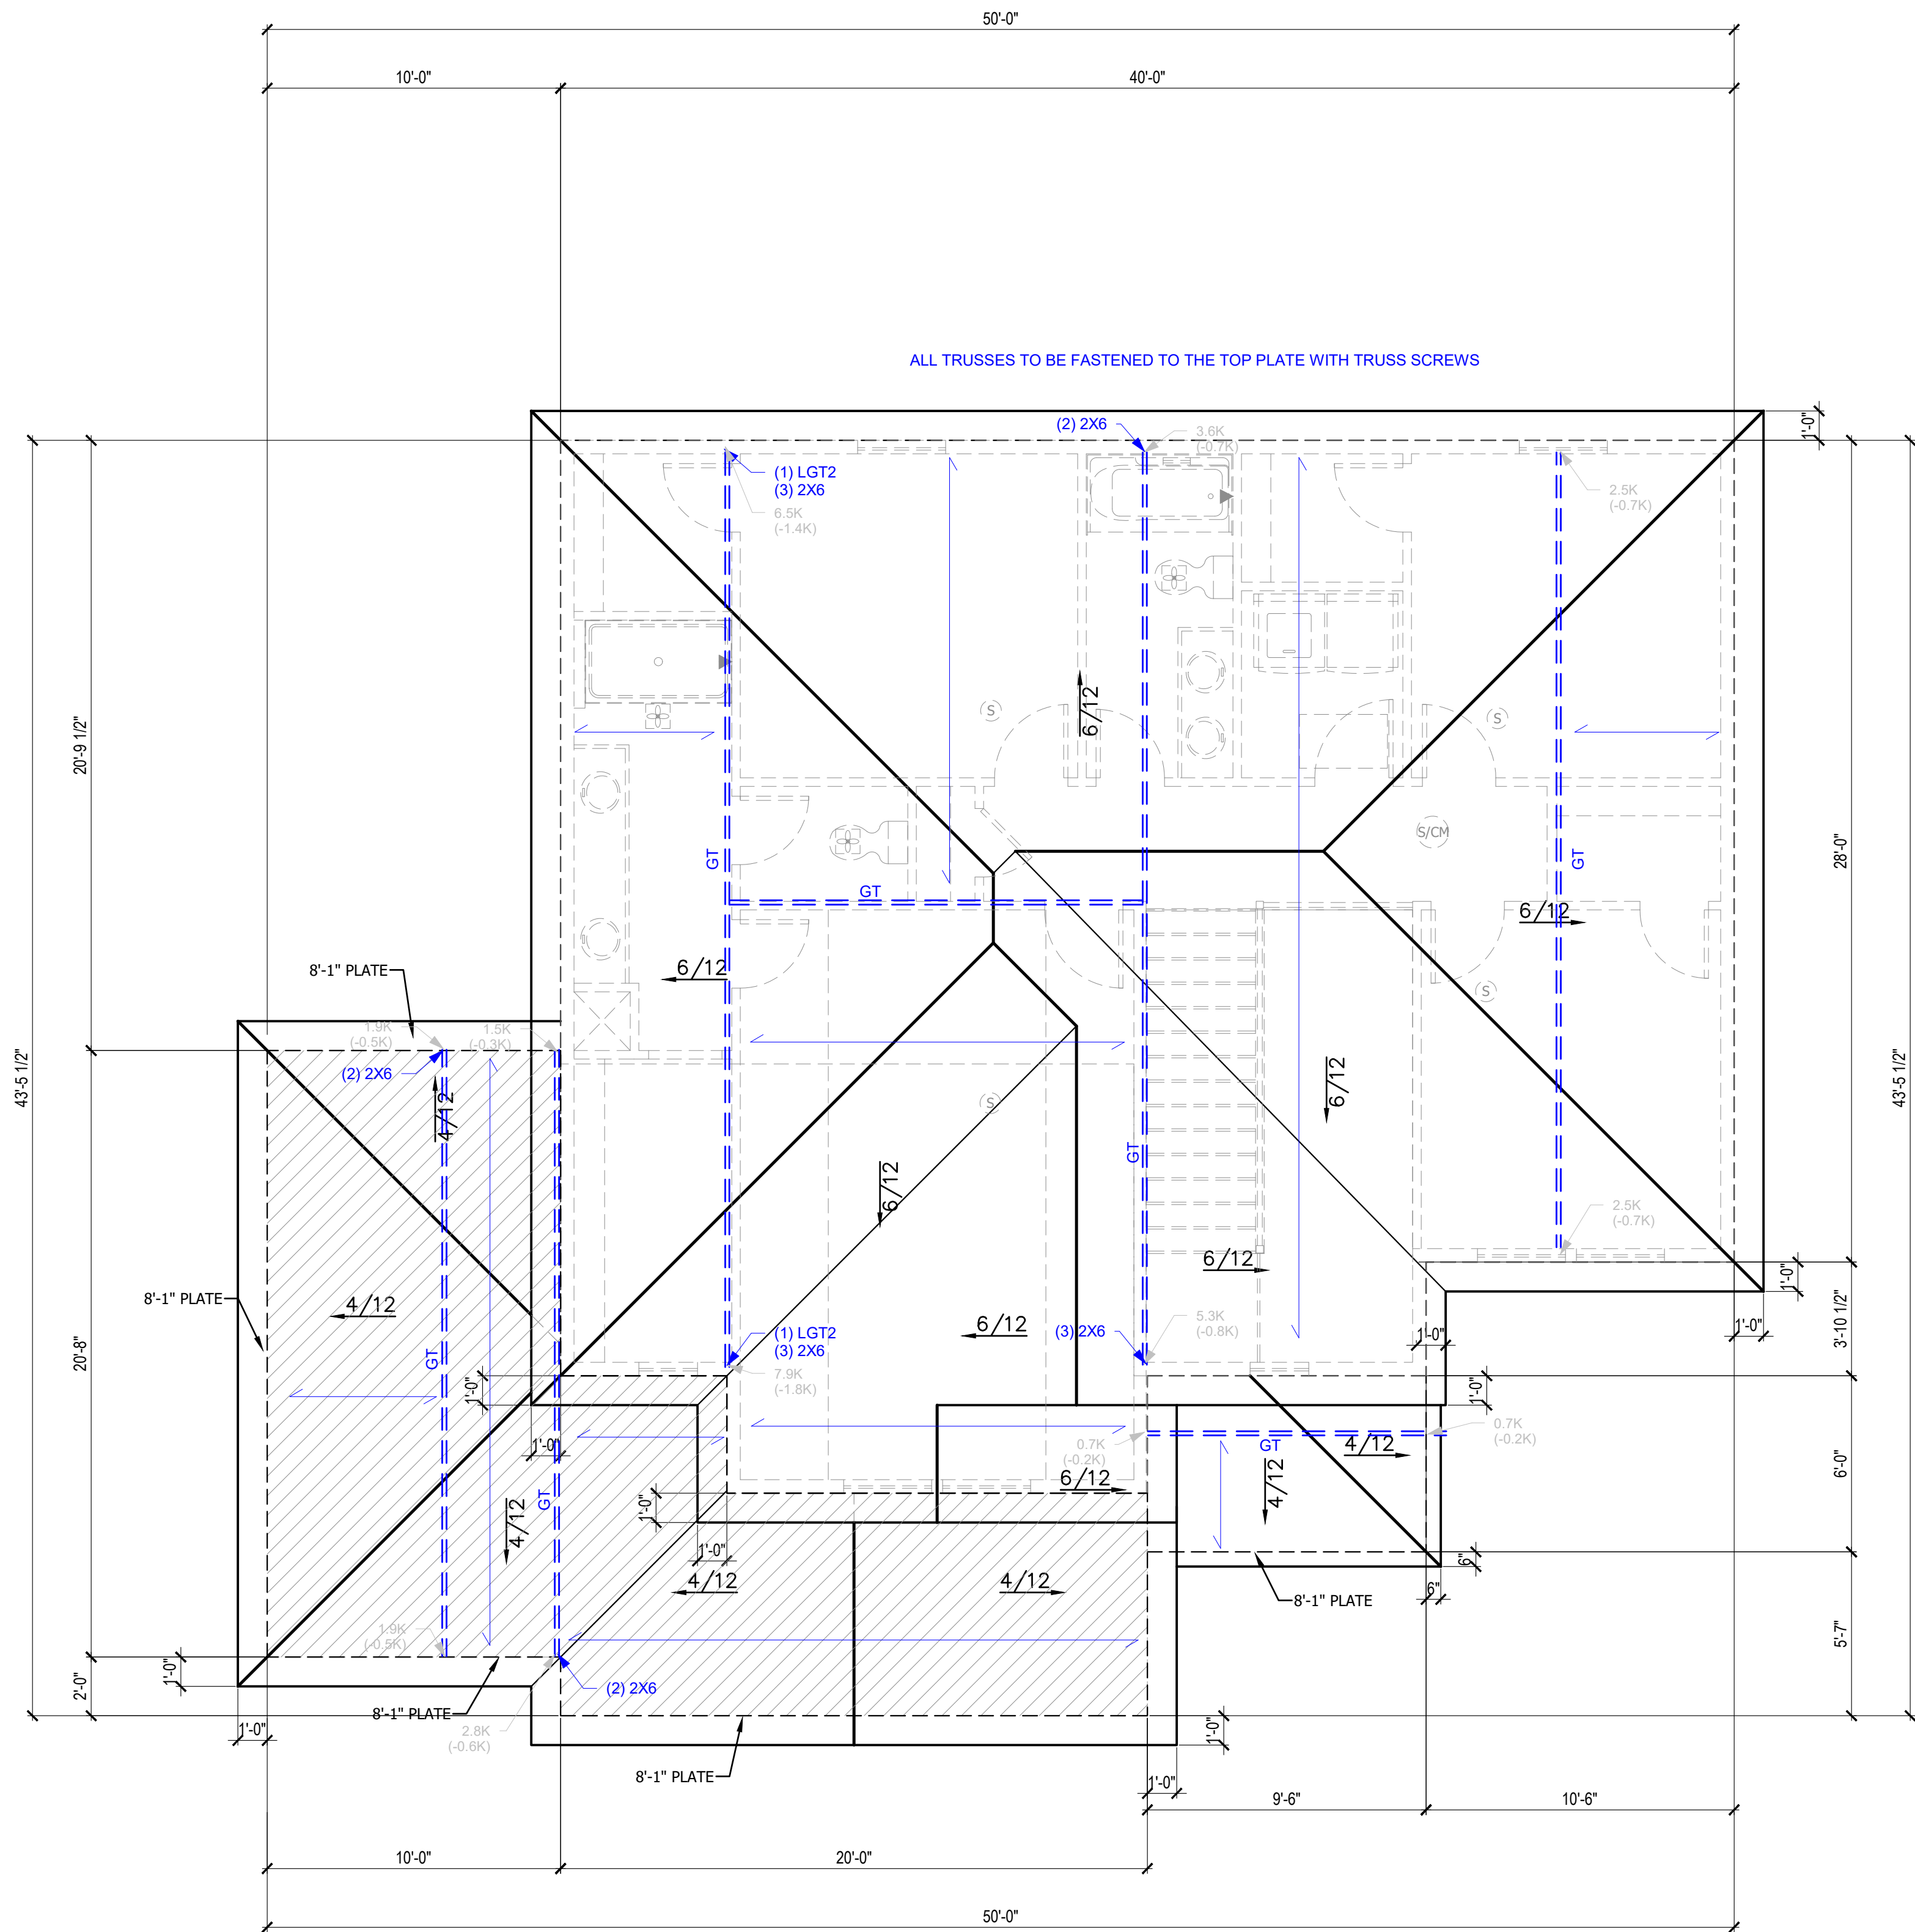 50'-0"
10'-0"
40'-0"
ALL TRUSSES TO BE FASTENED TO THE TOP PLATE WITH TRUSS SCREWS
1'-0"
(2) 2X6
3.6K
(-0.7K)
(1) LGT2
(3) 2X6
6.5K
(-1.4K)
2.5K
(-0.7K)
6/12
S
S
20'-9 1/2"
S/CM
GT
GT
GT
28'-0"
6/12
6/12
8'-1" PLATE
S
1.9K
(-0.5K)
1.5K
(-0.3K)
(2) 2X6
4/12
43'-5 1/2"
43'-5 1/2"
6/12
S
GT
6/12
2.5K
(-0.7K)
6/12
8'-1" PLATE
4/12
1'-0"
5.3K
(-0.8K)
6/12
(3) 2X6
1'-0"
1'-0"
3'-10 1/2"
(1) LGT2
(3) 2X6
7.9K
(-1.8K)
20'-8"
GT
1'-0"
1'-0"
1'-0"
0.7K
(-0.2K)
GT
4/12
0.7K
(-0.2K)
6'-0"
GT
4/12
1'-0"
6/12
4/12
1'-0"
6"
6"
4/12
4/12
8'-1" PLATE
5'-7"
1.9K
(-0.5K)
1'-0"
2'-0"
(2) 2X6
8'-1" PLATE
2.8K
(-0.6K)
1'-0"
1'-0"
8'-1" PLATE
1'-0"
9'-6"
10'-6"
10'-0"
20'-0"
50'-0"